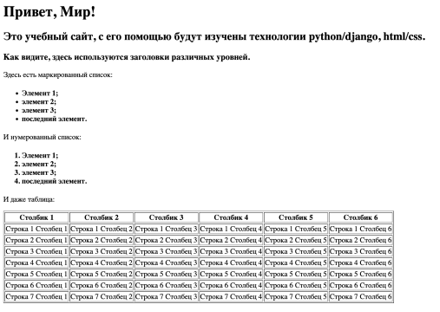 Привет, Мир!
Это учебный сайт, с его помощью будут изучены технологии python/django, html/css.
Как видите, здесь используются заголовки различных уровней.
Здесь есть маркированный список:
• Элемент 1;
• элемент 2;
• элемент 3;
• последний элемент.
И нумерованный список:
1. Элемент 1;
2. элемент 2;
3. элемент 3;
4. последний элемент.
И даже таблица:
Столбик 1 Столбик 2 Столбик 3 Столбик 4 Столбик 5 Столбик 6
Строка 1 Столбец 1 Строка 1 Столбец 2 Строка 1 Столбец 3 Строка 1 Столбец 4 Строка 1 Столбец 5 Строка 1 Столбец 6
Строка 2 Столбец 1 Строка 2 Столбец 2 Строка 2 Столбец 3 Строка 2 Столбец 4 Строка 2 Столбец 5 Строка 2 Столбец 6
Строка 3 Столбец 1 Строка 3 Столбец 2 Строка 3 Столбец 3 Строка 3 Столбец 4 Строка 3 Столбец 5 Строка 3 Столбец 6
Строка 4 Столбец 1 Строка 4 Столбец 2 Строка 4 Столбец 3 Строка 4 Столбец 4 Строка 4 Столбец 5 Строка 4 Столбец 6
Строка 5 Столбец 1 Строка 5 Столбец 2 Строка 5 Столбец 3 Строка 5 Столбец 4 Строка 5 Столбец 5 Строка 5 Столбец 6
Строка 6 Столбец 1 Строка 6 Столбец 2 Строка 6 Столбец 3 Строка 6 Столбец 4 Строка 6 Столбец 5 Строка 6 Столбец 6
Строка 7 Столбец 1 Строка 7 Столбец 2 Строка 7 Столбец 3 Строка 7 Столбец 4 Строка 7 Столбец 5 Строка 7 Столбец 6